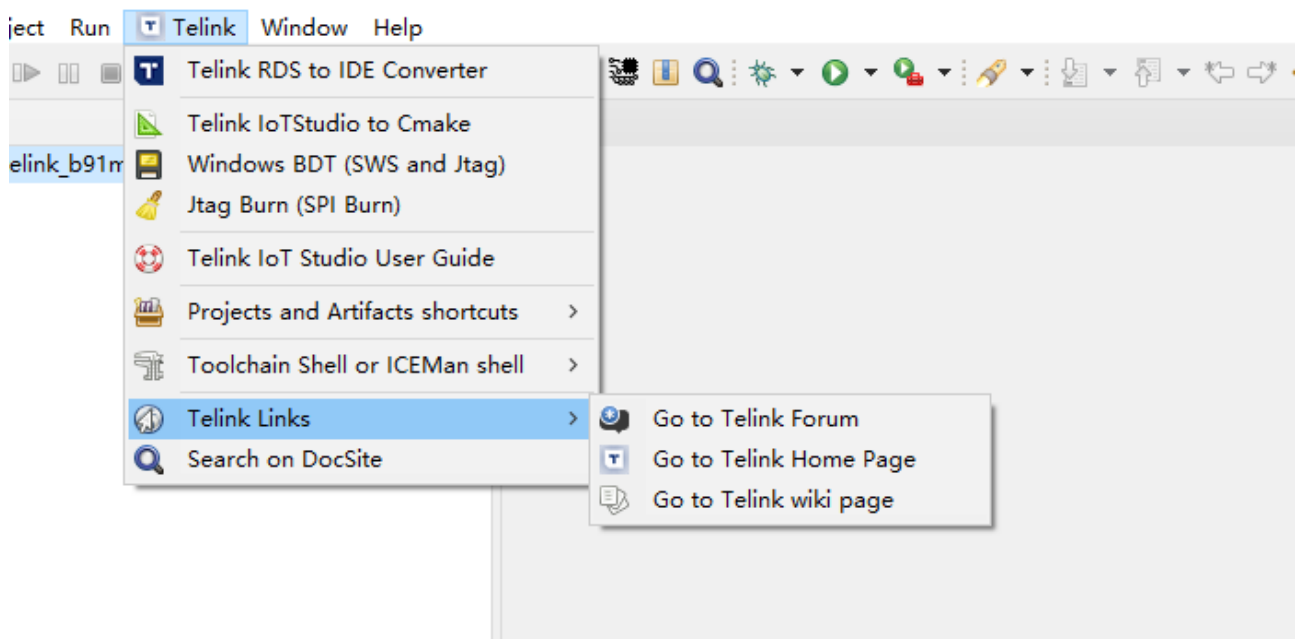 ject Run Telink Window Help
Telink RDS to IDE Converter
Telink IoTStudio to Cmake
elink_b91m
Windows BDT (SWS and Jtag)
Jtag Burn (SPI Burn)
Telink IoT Studio User Guide
Projects and Artifacts shortcuts
Toolchain Shell or ICEMan shell
Telink Links
Search on DocSite
Go to Telink Forum
Go to Telink Home Page
Go to Telink wiki page